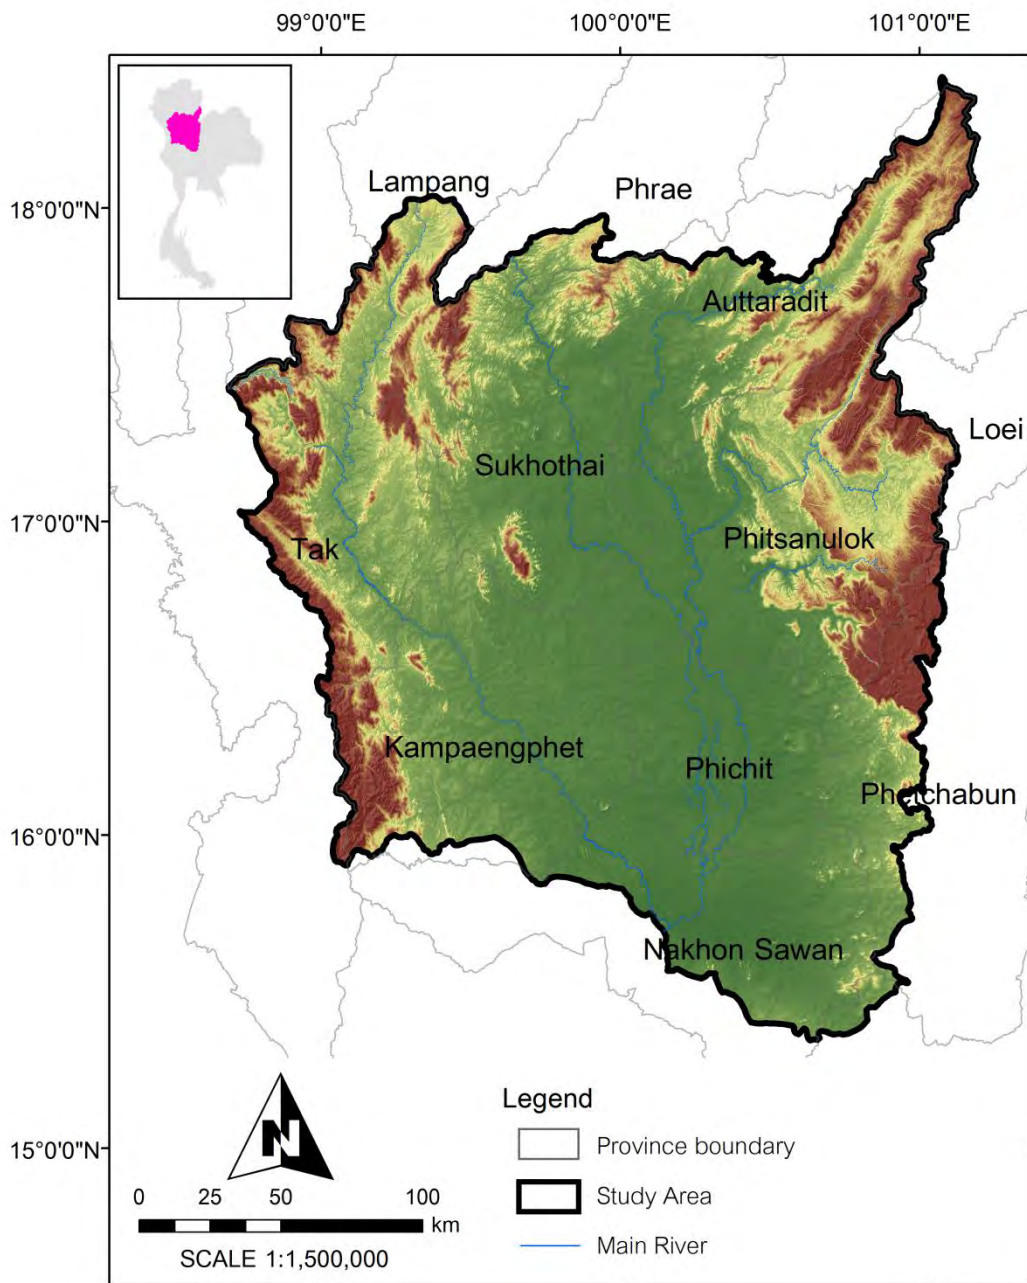 99°0'0"E
100°0'0"E
101°0'0"E
18°0'0"N
17°0'0"N
16°0'0"N
15°0'0"N
Lampang
Phrae
Auttaradit
Loei
Sukhothai
Phitsanulok
Tak
Kampaengphet
Phichit
Phetchabun
Nakhon Sawan
N
0 25 50 100
km
SCALE 1:1,500,000
Legend
Province boundary
Study Area
Main River